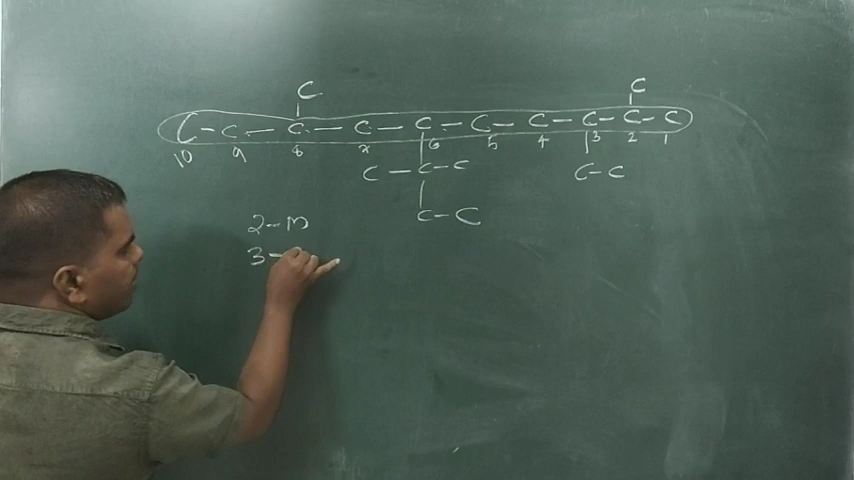 C C
C - C - C - C - C - C - C - C - C - C
10 9 8 7 6 5 4 3 2 1
C - C - C C - C
C - C
2 - m
3 -